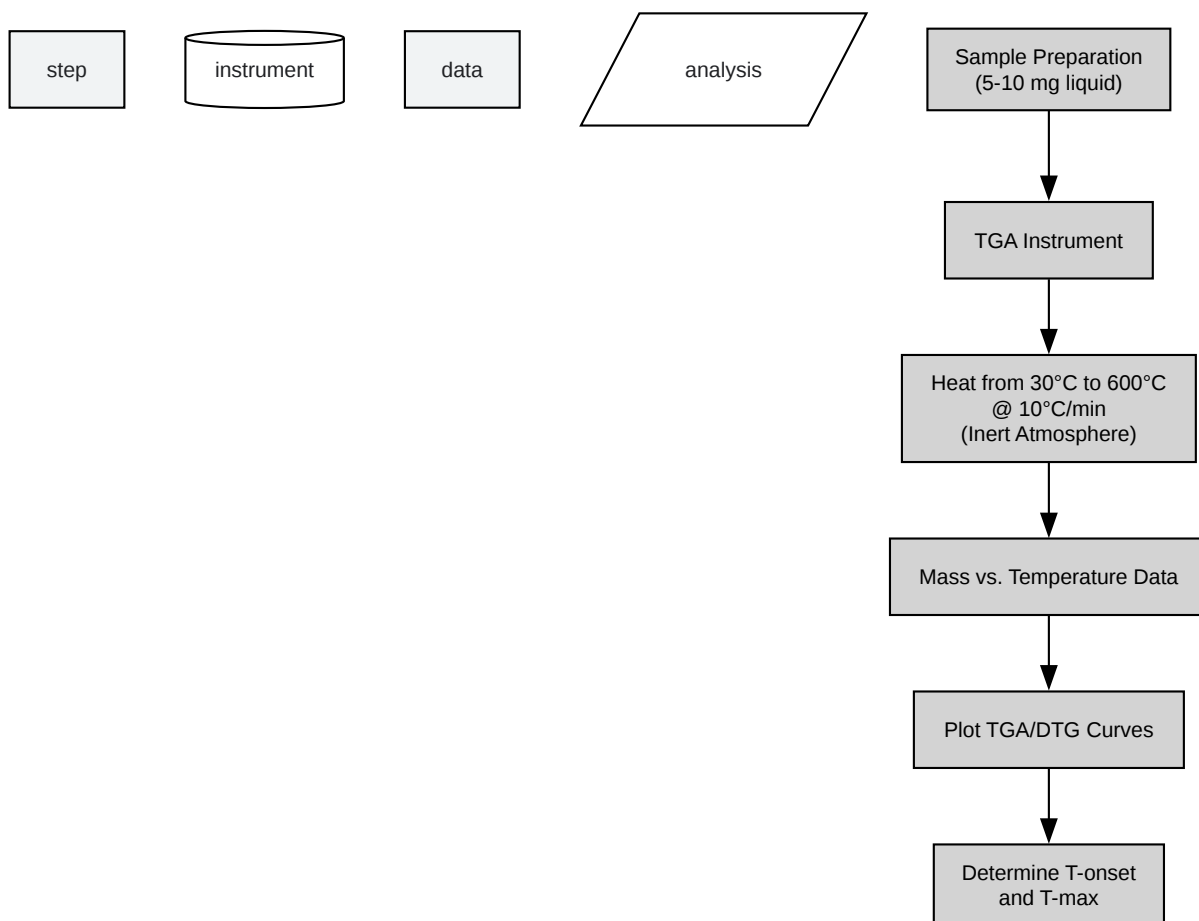 step
instrument
data
analysis
Sample Preparation
(5-10 mg liquid)
TGA Instrument
Heat from 30°C to 600°C
@ 10°C/min
(Inert Atmosphere)
Mass vs. Temperature Data
Plot TGA/DTG Curves
Determine T-onset
and T-max